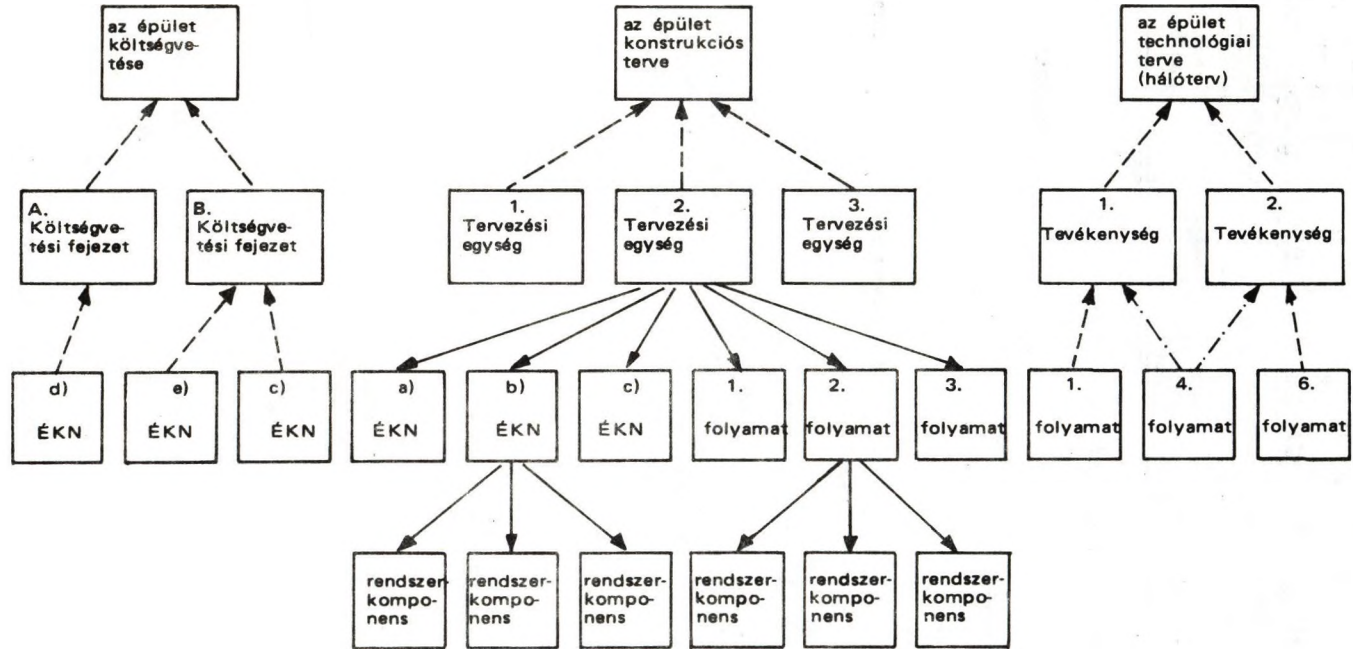 az épület
költségve-
tése
az épület
konstrukciós
terve
az épület
technológiai
terve
(hálóterv)
A.
Költségve-
tési fejezet
B.
Költségve-
tési fejezet
1.
Tervezési
egység
2.
Tervezési
egység
3.
Tervezési
egység
1.
Tevékenység
2.
Tevékenység
d)
ÉKN
e)
ÉKN
c)
ÉKN
a)
ÉKN
b)
ÉKN
c)
ÉKN
1.
folyamat
2.
folyamat
3.
folyamat
1.
folyamat
4.
folyamat
6.
folyamat
rendszer-
kompo-
nens
rendszer-
kompo-
nens
rendszer-
kompo-
nens
rendszer-
kompo-
nens
rendszer-
kompo-
nens
rendszer-
kompo-
nens